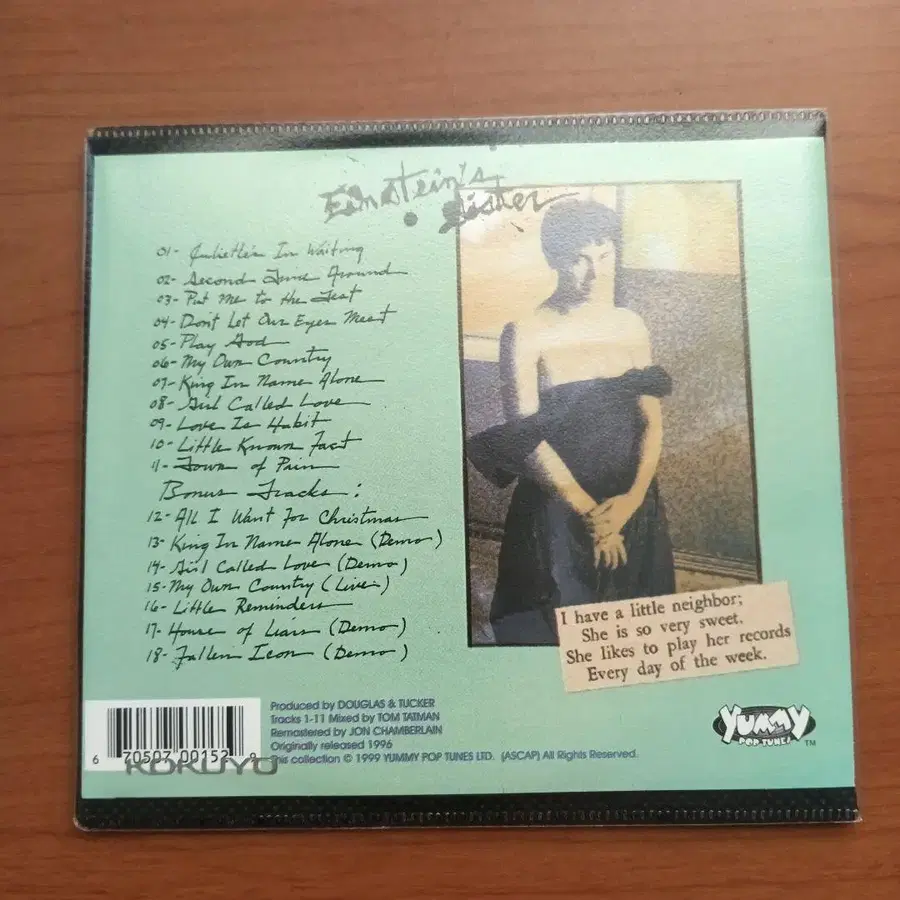 Einstein's
Sister
01- Juliette's In Waiting
02- Second Time Around
03- Put Me to the Test
04- Don't Let Our Eyes Meet
05- Play God
06- My Own Country
07- King In Name Alone
08- Girl Called Love
09- Love Is Habit
10- Little Known Fact
11- Town of Pain
Bonus Tracks:
12- All I Want For Christmas
13- King In Name Alone (Demo)
14- Girl Called Love (Demo)
15- My Own Country (Live)
16- Little Reminders
17- House of Liars (Demo)
18- Fallen Icon (Demo)
I have a little neighbor;
She is so very sweet.
She likes to play her records
Every day of the week.
Produced by DOUGLAS & TUCKER
Tracks 1-11 Mixed by TOM TATMAN
Remastered by JON CHAMBERLAIN
Originally released 1996
This collection © 1999 YUMMY POP TUNES LTD. (ASCAP) All Rights Reserved.
6 70507 00152 9
KOKUYO
YUMMY
POP TUNES
TM